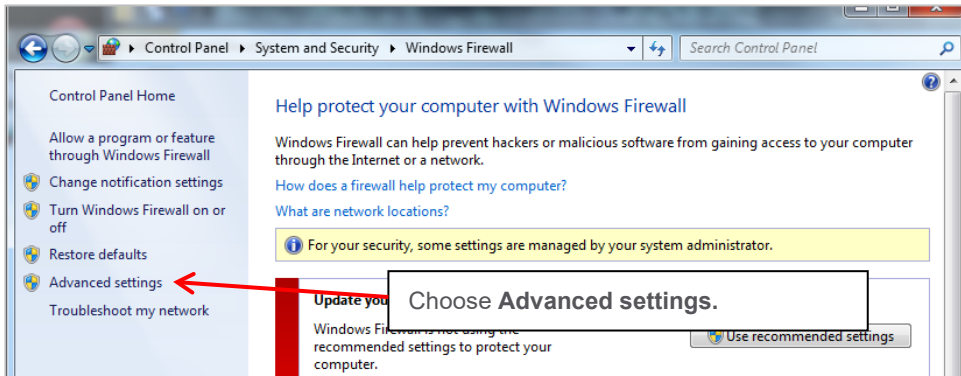 Control Panel ▸ System and Security ▸ Windows Firewall
Search Control Panel
Control Panel Home
Allow a program or feature
through Windows Firewall
Change notification settings
Turn Windows Firewall on or
off
Restore defaults
Advanced settings
Troubleshoot my network
Help protect your computer with Windows Firewall
Windows Firewall can help prevent hackers or malicious software from gaining access to your computer
through the Internet or a network.
How does a firewall help protect my computer?
What are network locations?
For your security, some settings are managed by your system administrator.
Update you
Choose Advanced settings.
Windows Firewall is not using the
recommended settings to protect your
computer.
Use recommended settings